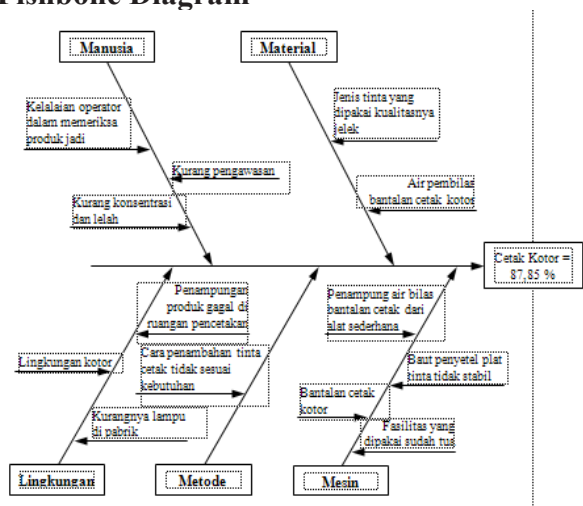 Fishbone Diagram
Manusia
Material
Kelalaian operator
dalam memeriksa
produk jadi
Kurang pengawasan
Kurang konsentrasi
dan lelah
Jenis tinta yang
dipakai kualitasnya
jelek
Air pembilas
bantalan cetak kotor
Cetak Kotor =
87,85 %
Penampungan
produk gagal di
ruangan pencetakan
Lingkungan kotor
Kurangnya lampu
di pabrik
Cara penambahan tinta
cetak tidak sesuai
kebutuhan
Penampung air bilas
bantalan cetak dari
alat sederhana
Baut penyetel plat
tinta tidak stabil
Bantalan cetak
kotor
Fasilitas yang
dipakai sudah tus
Lingkungan
Metode
Mesin